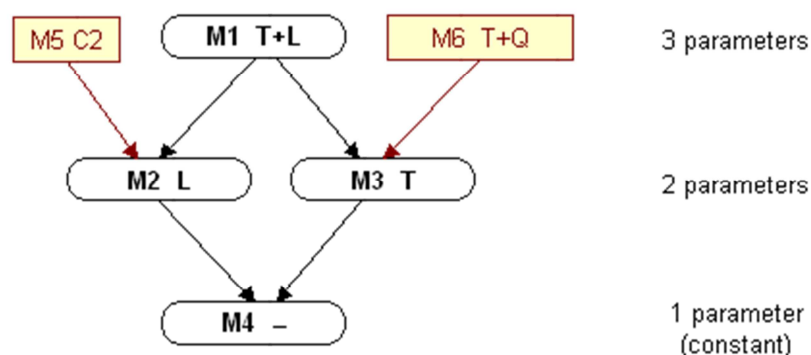 M5 C2
M1 T+L
M6 T+Q
3 parameters
M2 L
M3 T
2 parameters
M4 –
1 parameter
(constant)